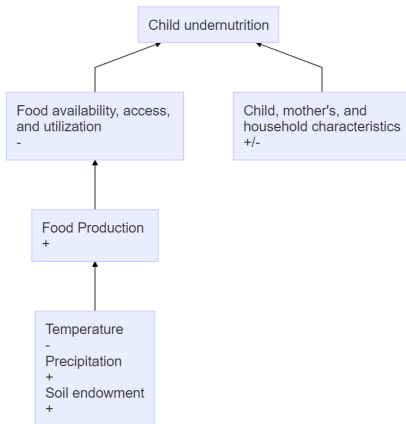 Child undernutrition
Food availability, access,
and utilization
-
Child, mother's, and
household characteristics
+/-
Food Production
+
Temperature
-
Precipitation
+
Soil endowment
+